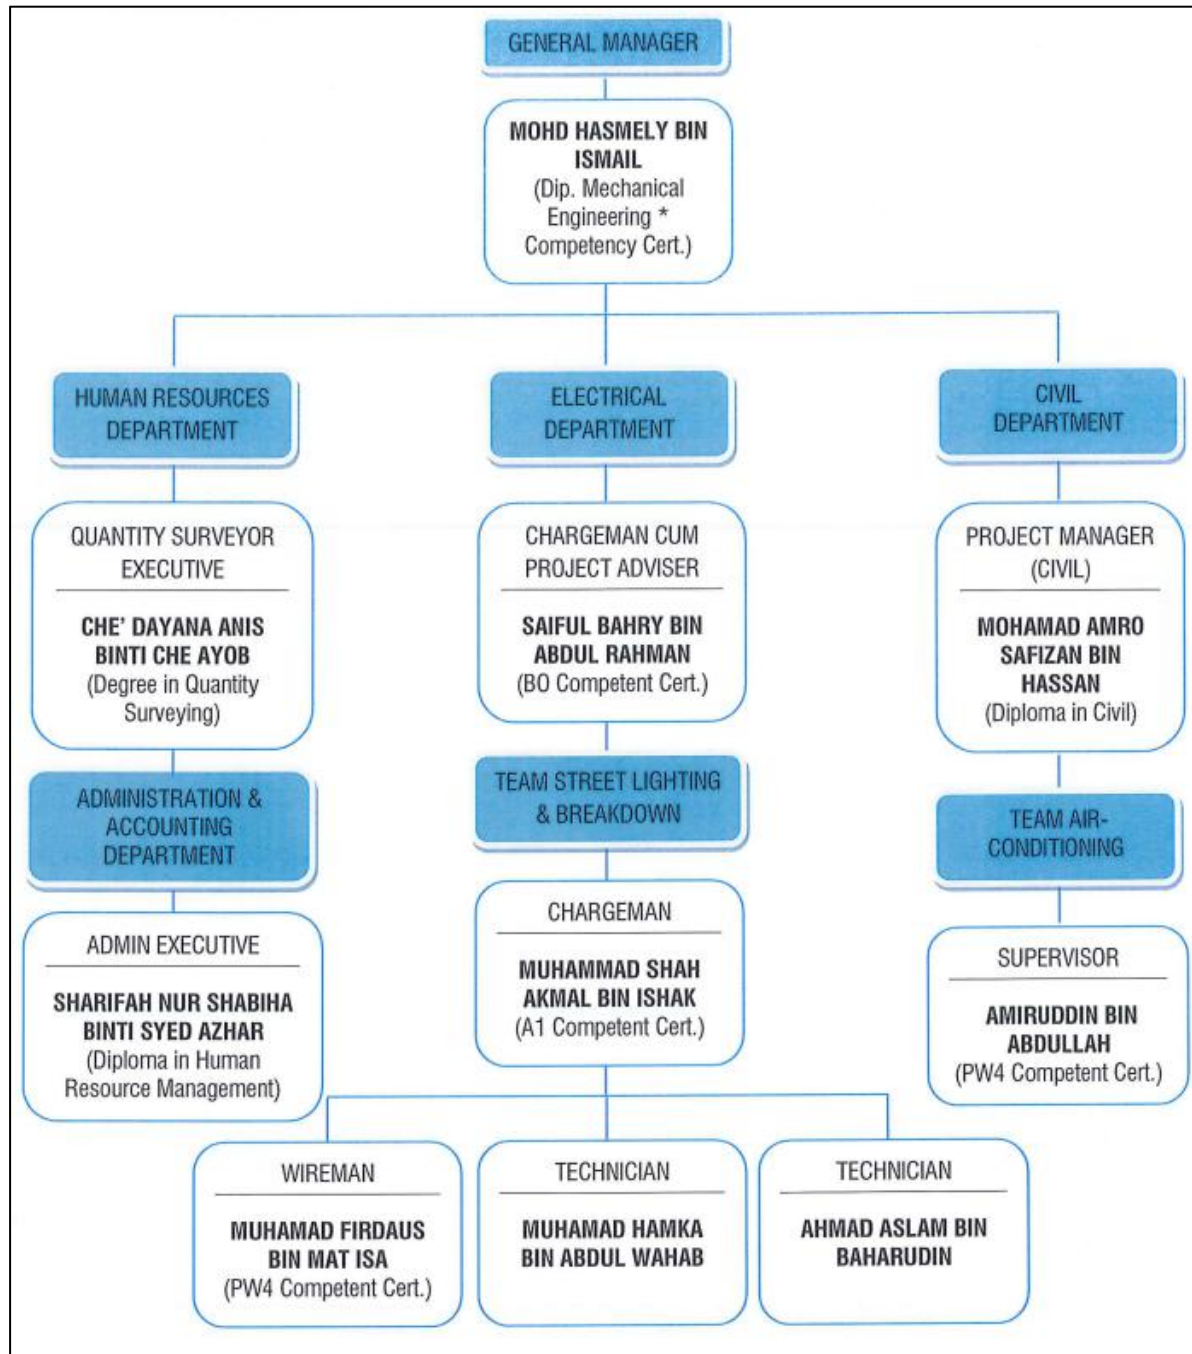 GENERAL MANAGER
MOHD HASMELY BIN
ISMAIL
(Dip. Mechanical
Engineering *
Competency Cert.)
HUMAN RESOURCES
DEPARTMENT
QUANTITY SURVEYOR
EXECUTIVE
CHE' DAYANA ANIS
BINTI CHE AYOB
(Degree in Quantity
Surveying)
ADMINISTRATION &
ACCOUNTING
DEPARTMENT
ADMIN EXECUTIVE
SHARIFAH NUR SHABIHA
BINTI SYED AZHAR
(Diploma in Human
Resource Management)
ELECTRICAL
DEPARTMENT
CHARGEMAN CUM
PROJECT ADVISER
SAIFUL BAHRY BIN
ABDUL RAHMAN
(BO Competent Cert.)
TEAM STREET LIGHTING
& BREAKDOWN
CHARGEMAN
MUHAMMAD SHAH
AKMAL BIN ISHAK
(A1 Competent Cert.)
WIREMAN
MUHAMAD FIRDAUS
BIN MAT ISA
(PW4 Competent Cert.)
TECHNICIAN
MUHAMAD HAMKA
BIN ABDUL WAHAB
TECHNICIAN
AHMAD ASLAM BIN
BAHARUDIN
CIVIL
DEPARTMENT
PROJECT MANAGER
(CIVIL)
MOHAMAD AMRO
SAFIZAN BIN
HASSAN
(Diploma in Civil)
TEAM AIR-
CONDITIONING
SUPERVISOR
AMIRUDDIN BIN
ABDULLAH
(PW4 Competent Cert.)